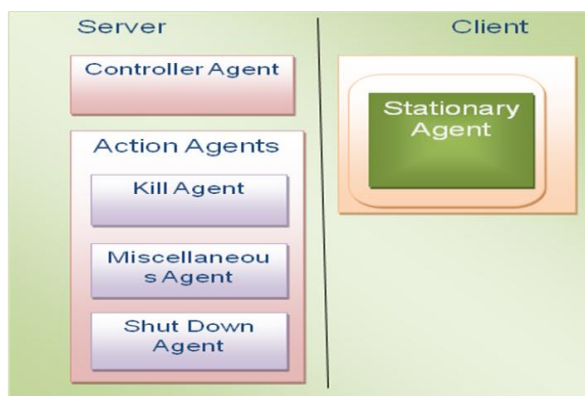 Server
Controller Agent
Action Agents
Kill Agent
Miscellaneou
s Agent
Shut Down
Agent
Client
Stationary
Agent